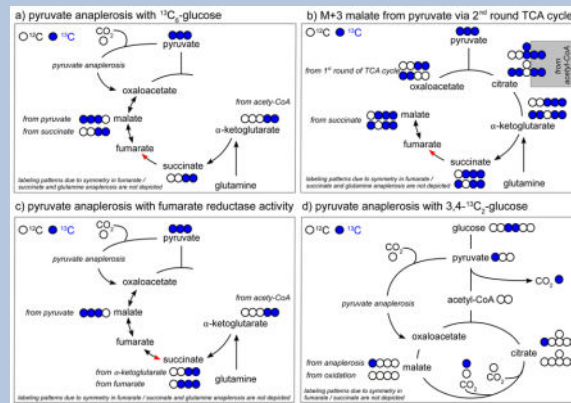 a) pyruvate anaplerosis with ¹³C₆-glucose
¹²C ¹³C
CO₂
pyruvate
pyruvate anaplerosis
oxaloacetate
from acety-CoA
from pyruvate
malate
from succinate
α-ketoglutarate
fumarate
succinate
glutamine
labeling patterns due to symmetry in fumarate /
succinate and glutamine anaplerosis are not depicted
b) M+3 malate from pyruvate via 2ⁿᵈ round TCA cycle
¹²C ¹³C
pyruvate
from 1ˢᵗ round of TCA cycle
from
acetyl-CoA
oxaloacetate
citrate
from succinate
malate
α-ketoglutarate
fumarate
succinate
glutamine
labeling patterns due to symmetry in fumarate /
succinate and glutamine anaplerosis are not depicted
c) pyruvate anaplerosis with fumarate reductase activity
¹²C ¹³C
CO₂
pyruvate
pyruvate anaplerosis
oxaloacetate
from acety-CoA
from pyruvate
malate
α-ketoglutarate
fumarate
succinate
from α-ketoglutarate
from fumarate
glutamine
labeling patterns due to symmetry in fumarate / succinate and glutamine anaplerosis are not depicted
d) pyruvate anaplerosis with 3,4-¹³C₂-glucose
¹²C ¹³C
glucose
CO₂
pyruvate
CO₂
pyruvate anaplerosis
acetyl-CoA
oxaloacetate
citrate
from anaplerosis
malate
from oxidation
CO₂
CO₂
labeling patterns due to symmetry in
fumarate / succinate are not depicted